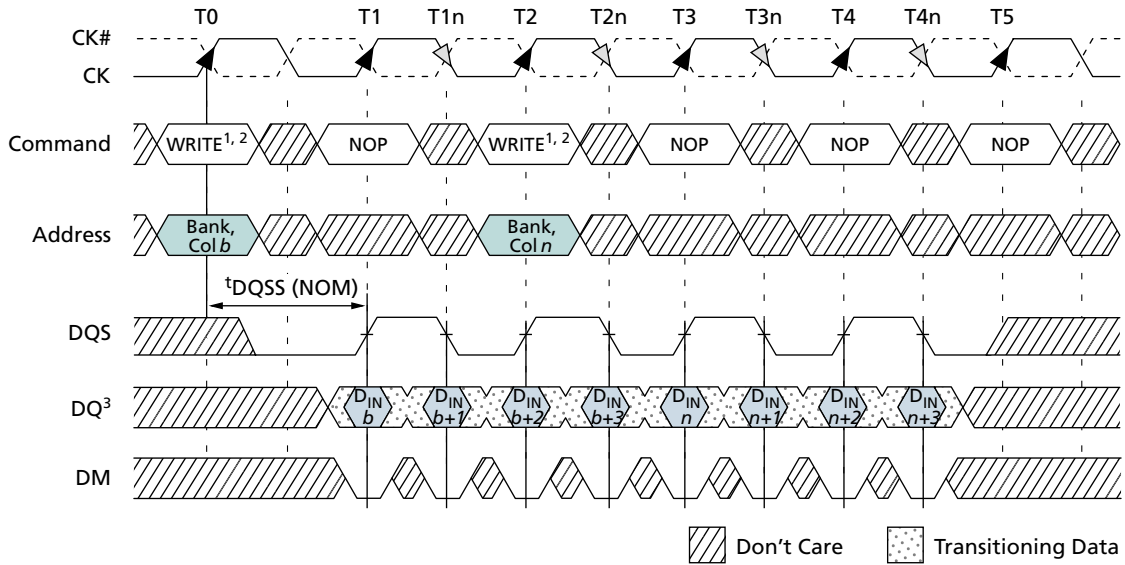 T0 T1 T1n T2 T2n T3 T3n T4 T4n T5
CK#
CK
Command WRITE1, 2 NOP WRITE1, 2 NOP NOP NOP
Address Bank, Col b Bank, Col n
tDQSS (NOM)
DQS
DQ3 DIN b DIN b+1 DIN b+2 DIN b+3 DIN n DIN n+1 DIN n+2 DIN n+3
DM
Don't Care Transitioning Data